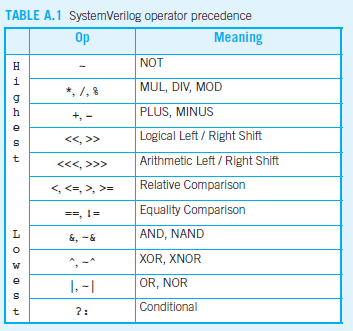 TABLE A.1 SystemVerilog operator precedence
Op Meaning
Highest
~ NOT
*, /, % MUL, DIV, MOD
+, - PLUS, MINUS
<<, >> Logical Left / Right Shift
<<<, >>> Arithmetic Left / Right Shift
<, <=, >, >= Relative Comparison
==, != Equality Comparison
Lowest
&, ~& AND, NAND
^, ~^ XOR, XNOR
|, ~| OR, NOR
?: Conditional